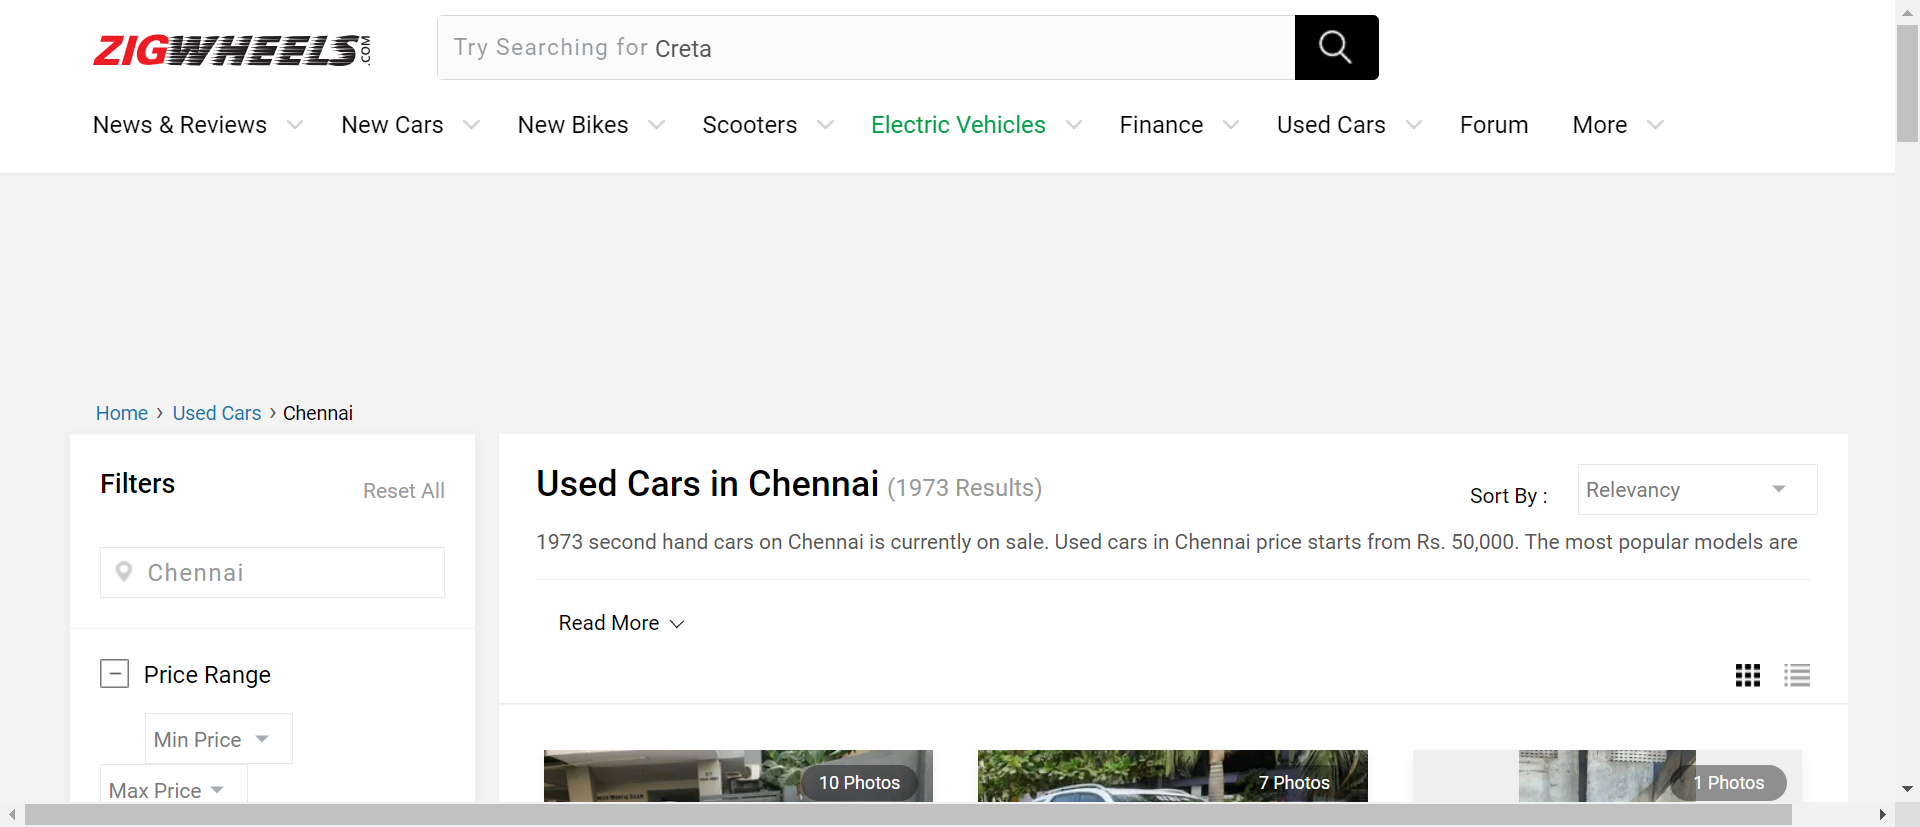 ZIGWHEELS.COM
Try Searching for Creta
News & Reviews New Cars New Bikes Scooters Electric Vehicles Finance Used Cars Forum More
Home › Used Cars › Chennai
Filters
Reset All
Chennai
Price Range
Min Price
Max Price
Used Cars in Chennai (1973 Results)
Sort By :
Relevancy
1973 second hand cars on Chennai is currently on sale. Used cars in Chennai price starts from Rs. 50,000. The most popular models are
Read More
10 Photos
7 Photos
1 Photos